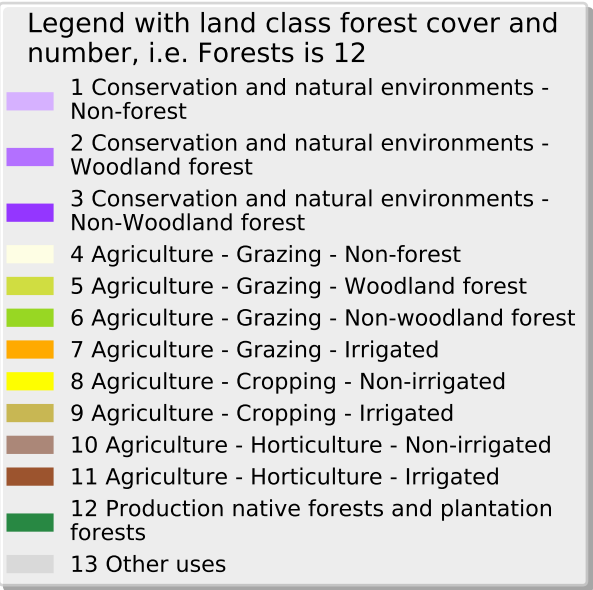 Legend with land class forest cover and
number, i.e. Forests is 12
1 Conservation and natural environments -
Non-forest
2 Conservation and natural environments -
Woodland forest
3 Conservation and natural environments -
Non-Woodland forest
4 Agriculture - Grazing - Non-forest
5 Agriculture - Grazing - Woodland forest
6 Agriculture - Grazing - Non-woodland forest
7 Agriculture - Grazing - Irrigated
8 Agriculture - Cropping - Non-irrigated
9 Agriculture - Cropping - Irrigated
10 Agriculture - Horticulture - Non-irrigated
11 Agriculture - Horticulture - Irrigated
12 Production native forests and plantation
forests
13 Other uses